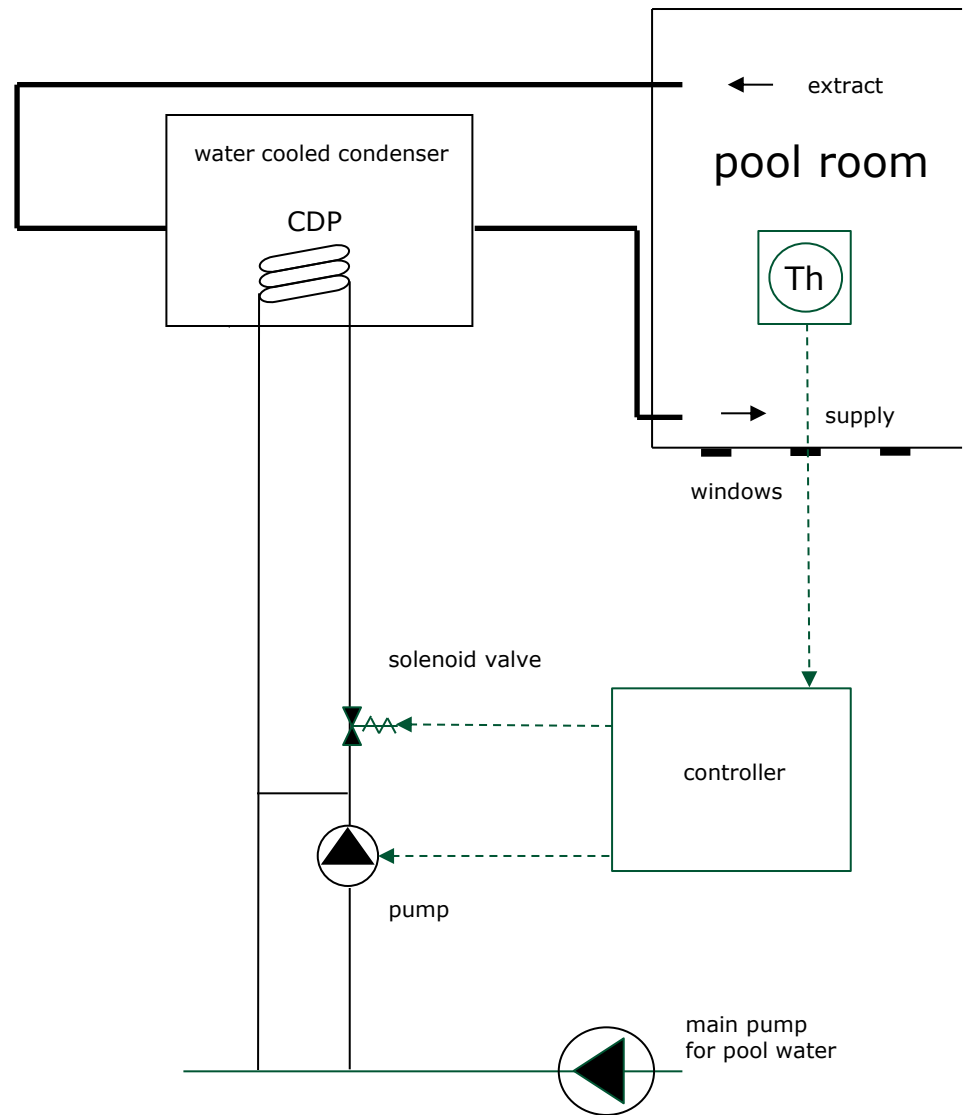 extract
water cooled condenser
pool room
CDP
Th
supply
windows
solenoid valve
controller
pump
main pump
for pool water